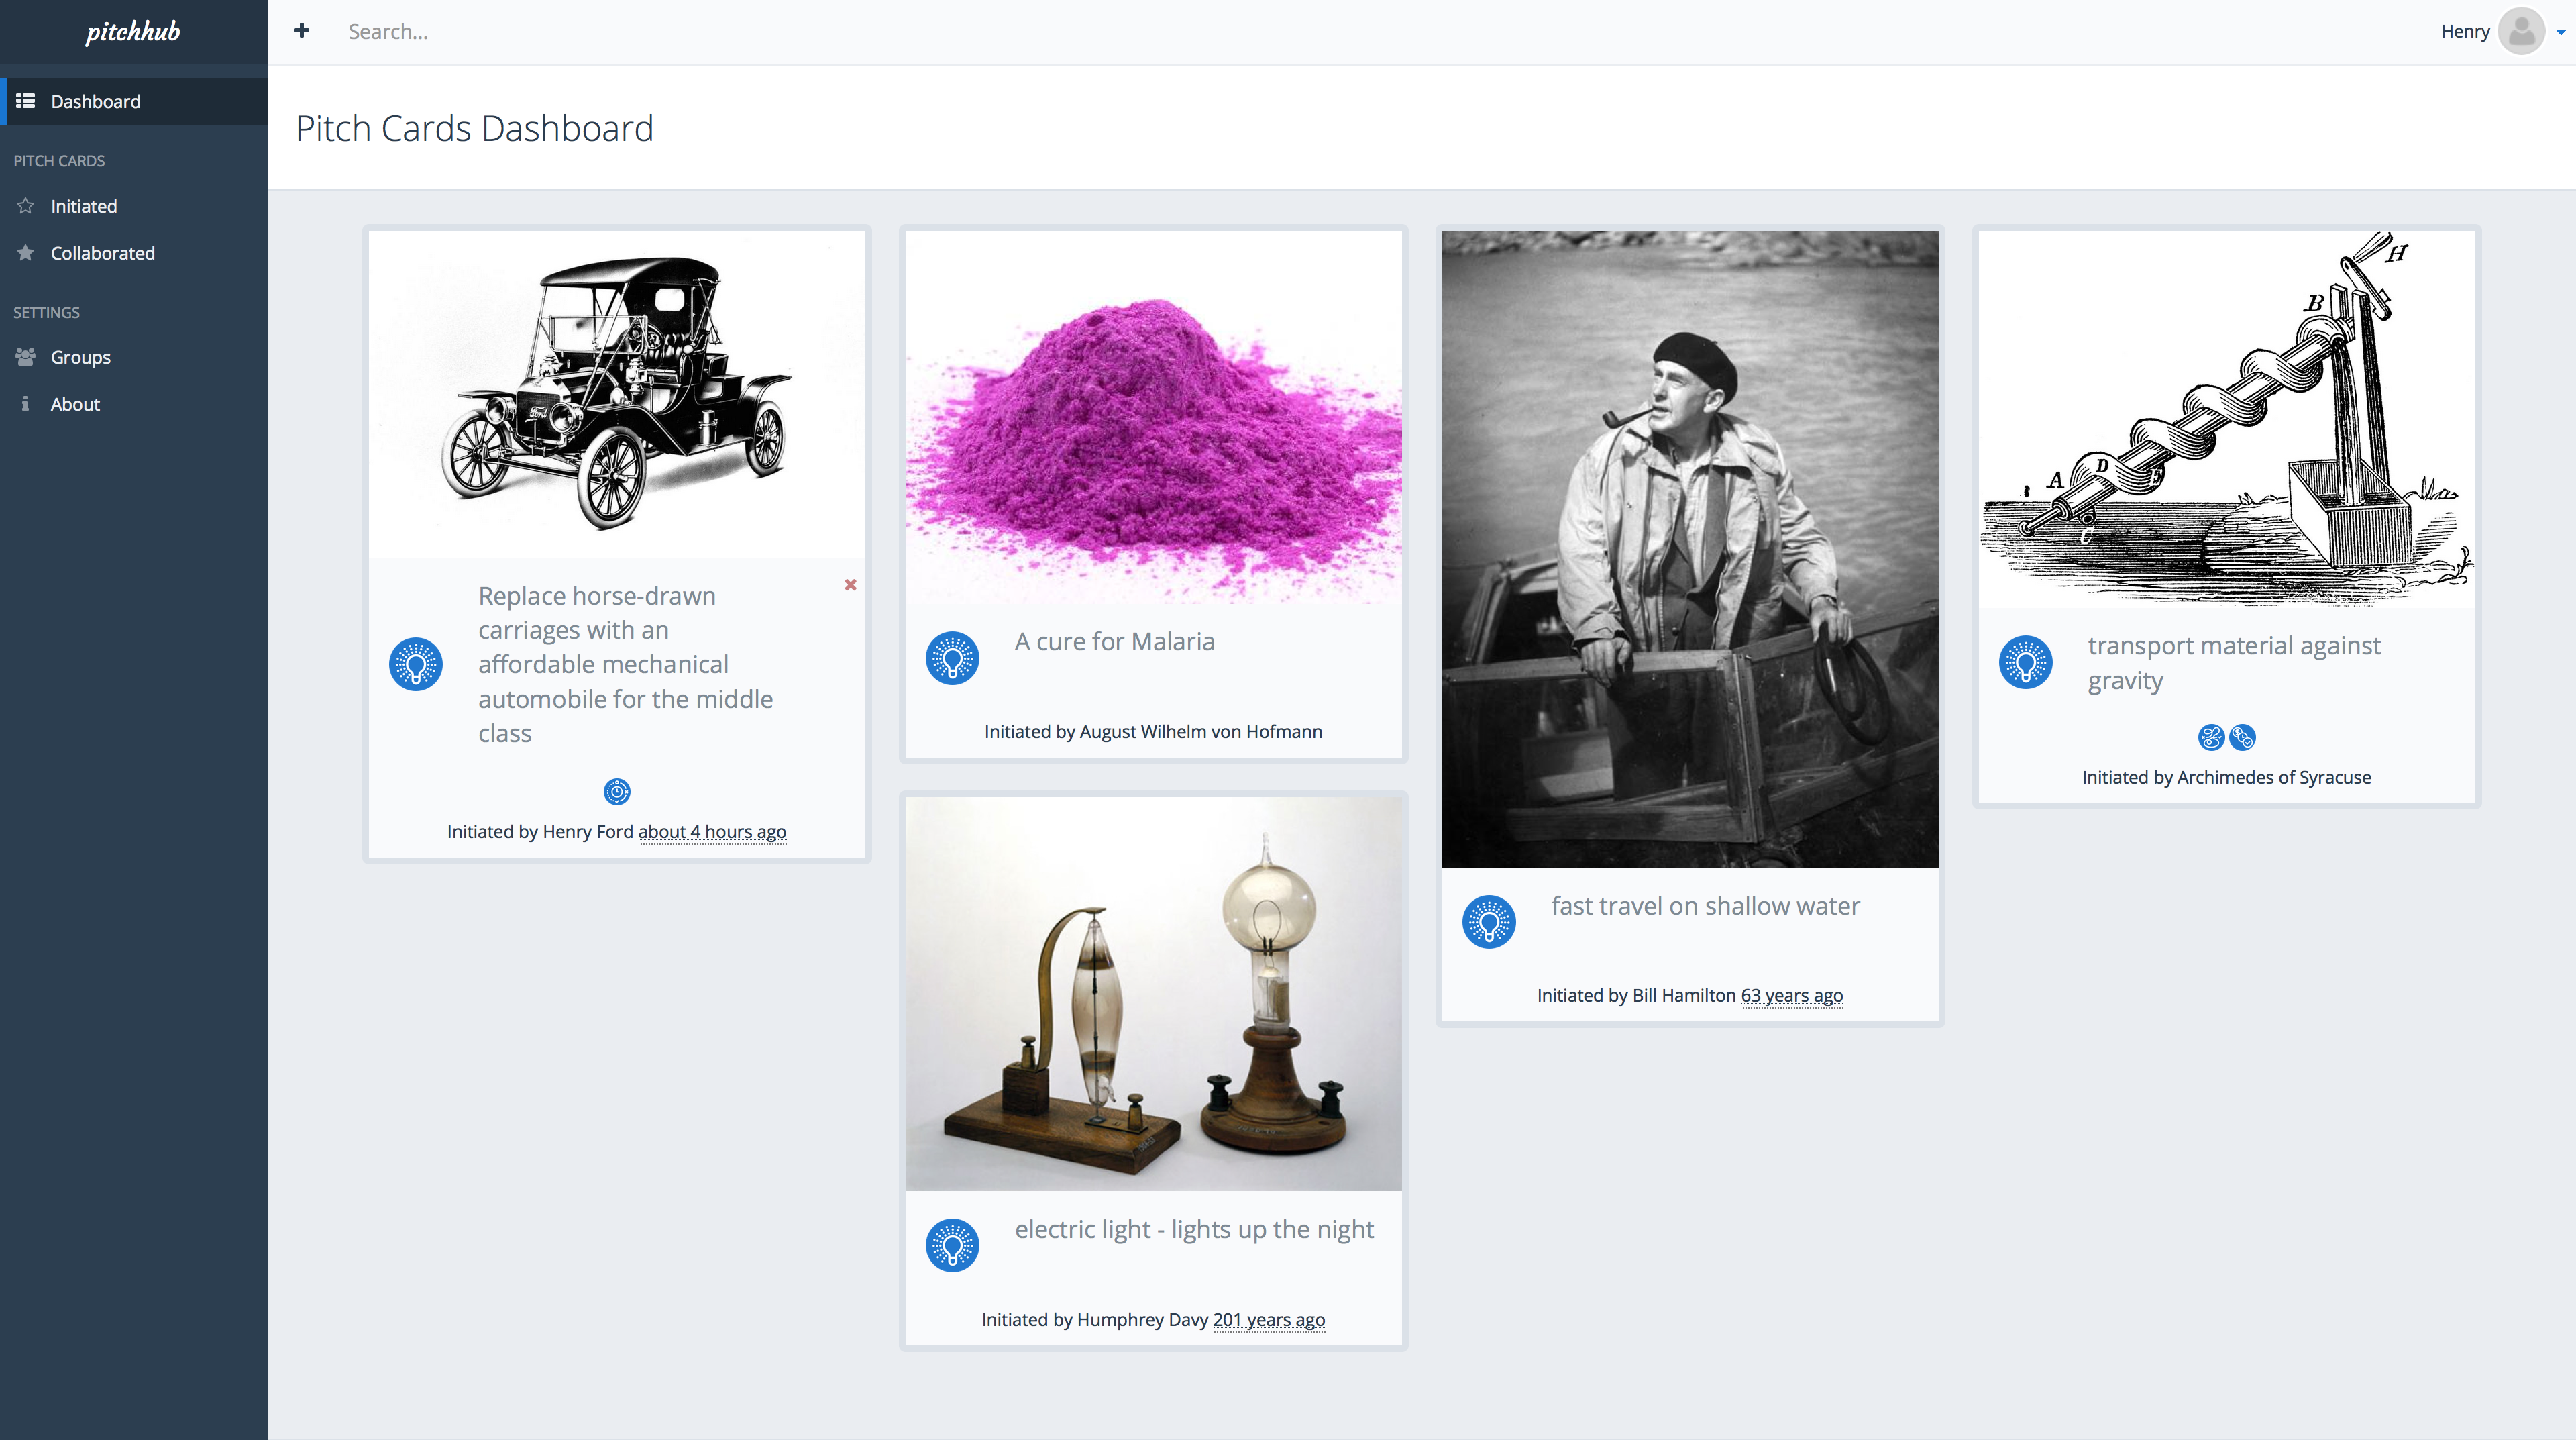 pitchhub
Search...
Henry
Dashboard
PITCH CARDS
Initiated
Collaborated
SETTINGS
Groups
About
Pitch Cards Dashboard
Ford
Replace horse-drawn
carriages with an
affordable mechanical
automobile for the middle
class
Initiated by Henry Ford about 4 hours ago
A cure for Malaria
Initiated by August Wilhelm von Hofmann
electric light - lights up the night
Initiated by Humphrey Davy 201 years ago
fast travel on shallow water
Initiated by Bill Hamilton 63 years ago
H
B
D
A
E
C
transport material against
gravity
Initiated by Archimedes of Syracuse